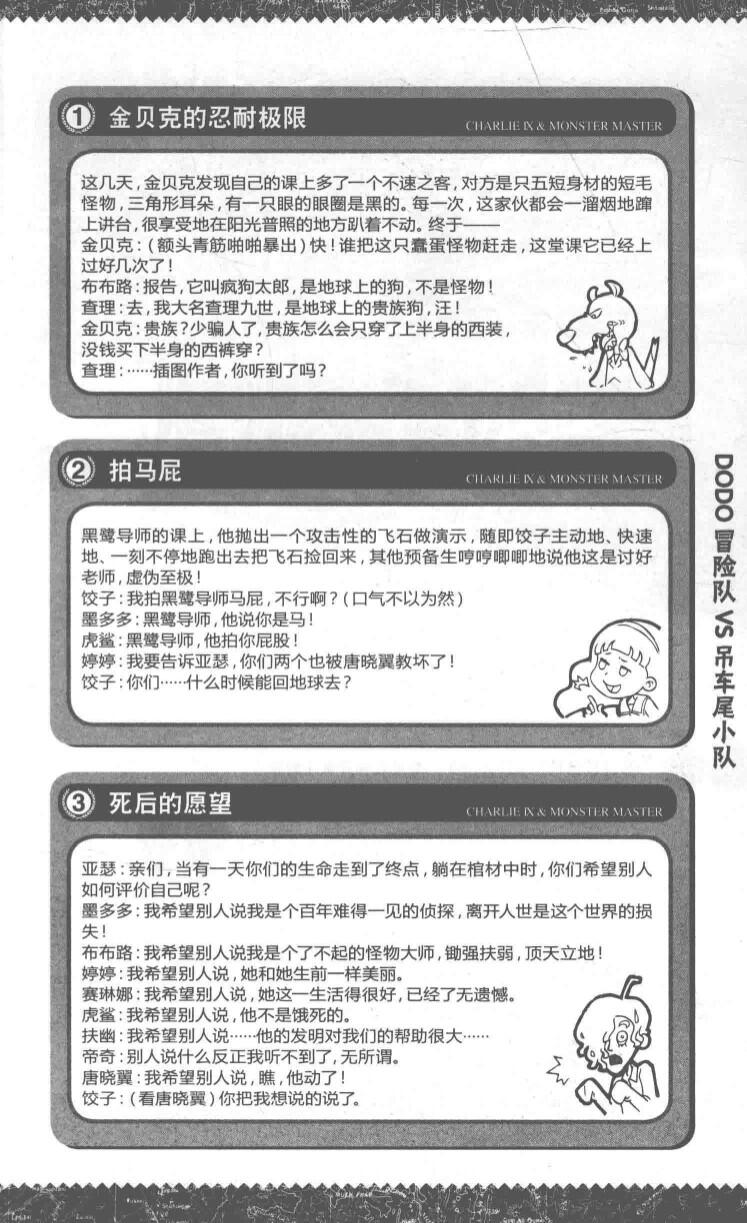 ① 金贝克的忍耐极限
CHARLIE IX & MONSTER MASTER
这几天，金贝克发现自己的课上多了一个不速之客，对方是只五短身材的短毛
怪物，三角形耳朵，有一只眼的眼圈是黑的。每一次，这家伙都会一溜烟地蹿
上讲台，很享受地在阳光普照的地方趴着不动。终于——
金贝克：（额头青筋啪啪暴出）快！谁把这只蠢蛋怪物赶走，这堂课它已经上
过好几次了！
布布路：报告，它叫疯狗太郎，是地球上的狗，不是怪物！
查理：去，我大名查理九世，是地球上的贵族狗，汪！
金贝克：贵族？少骗人了，贵族怎么会只穿了上半身的西装，
没钱买下半身的西裤穿？
查理：……插图作者，你听到了吗？
② 拍马屁
CHARLIE IX & MONSTER MASTER
黑鹭导师的课上，他抛出一个攻击性的飞石做演示，随即饺子主动地、快速
地、一刻不停地跑出去把飞石捡回来，其他预备生哼哼唧唧地说他这是讨好
老师，虚伪至极！
饺子：我拍黑鹭导师马屁，不行啊？（口气不以为然）
墨多多：黑鹭导师，他说你是马！
虎鲨：黑鹭导师，他拍你屁股！
婷婷：我要告诉亚瑟，你们两个也被唐晓翼教坏了！
饺子：你们……什么时候能回地球去？
③ 死后的愿望
CHARLIE IX & MONSTER MASTER
亚瑟：亲们，当有一天你们的生命走到了终点，躺在棺材中时，你们希望别人
如何评价自己呢？
墨多多：我希望别人说我是个百年难得一见的侦探，离开人世是这个世界的损
失！
布布路：我希望别人说我是个了不起的怪物大师，锄强扶弱，顶天立地！
婷婷：我希望别人说，她和她生前一样美丽。
赛琳娜：我希望别人说，她这一生活得很好，已经了无遗憾。
虎鲨：我希望别人说，他不是饿死的。
扶幽：我希望别人说……他的发明对我们的帮助很大……
帝奇：别人说什么反正我听不到了，无所谓。
唐晓翼：我希望别人说，瞧，他动了！
饺子：（看唐晓翼）你把我想说的说了。
DODO 冒险队 VS 吊车尾小队